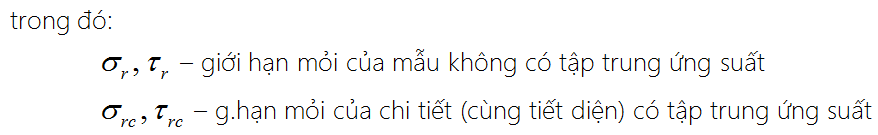 trong đó:
σr, τr – giới hạn mỏi của mẫu không có tập trung ứng suất
σrc, τrc – g.hạn mỏi của chi tiết (cùng tiết diện) có tập trung ứng suất